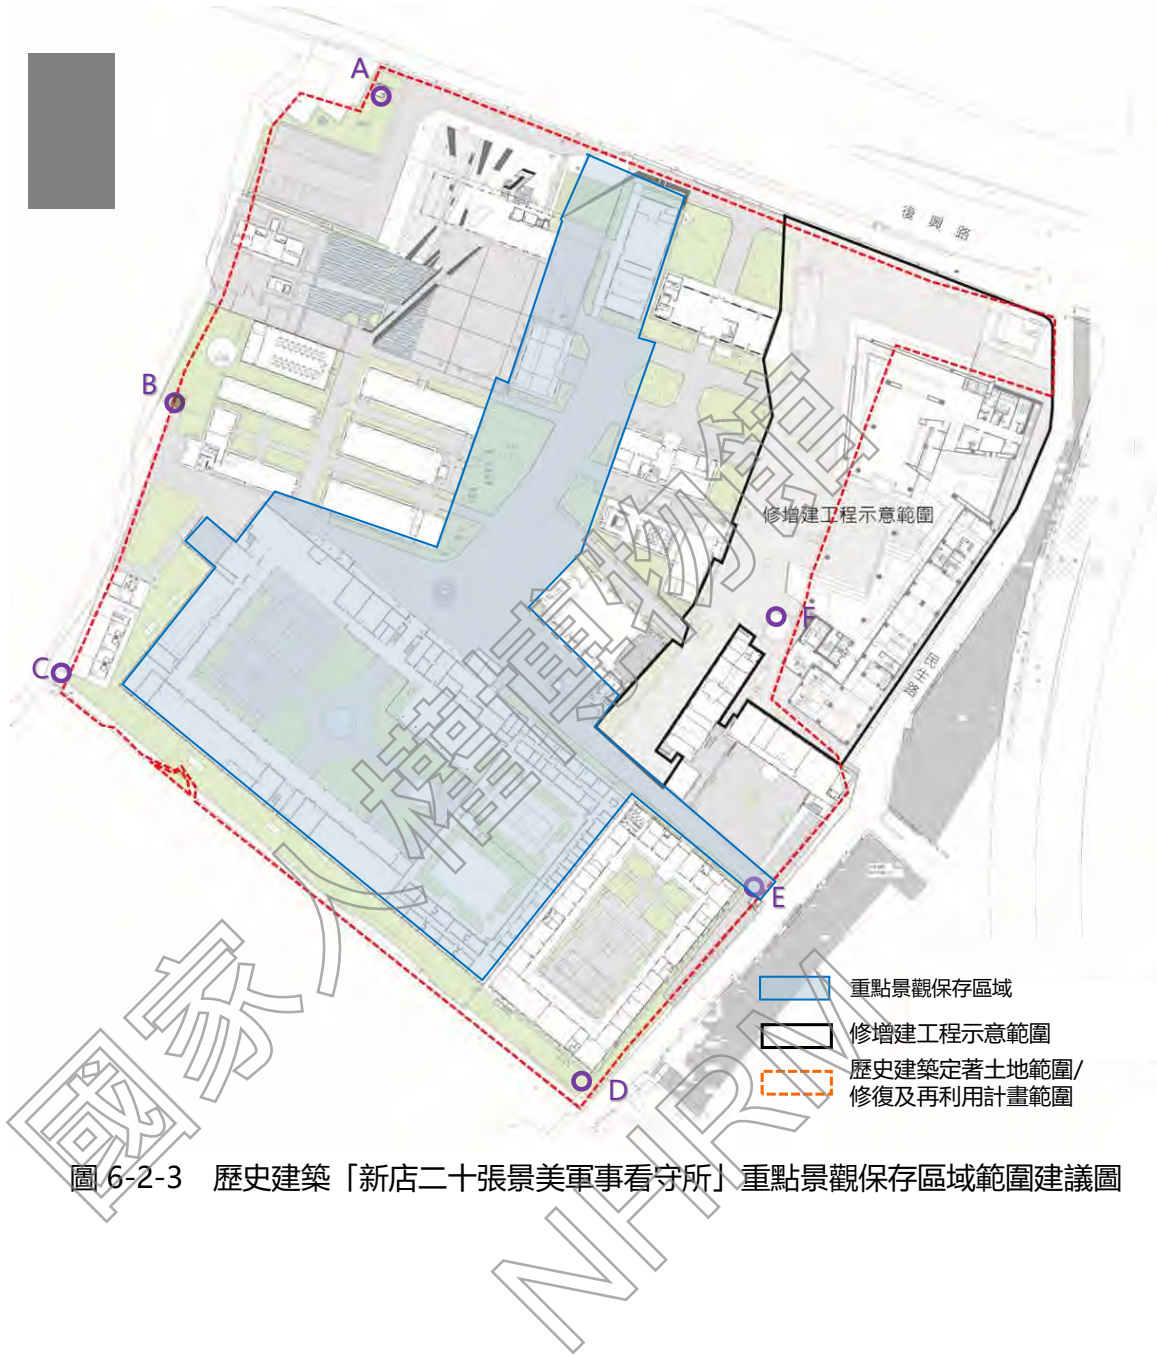 A
復興路
B
修增建工程示意範圍
F
民生路
C
E
重點景觀保存區域
修增建工程示意範圍
歷史建築定著土地範圍/
修復及再利用計畫範圍
D
圖 6-2-3　歷史建築「新店二十張景美軍事看守所」重點景觀保存區域範圍建議圖
國家人權博物館
NHRM